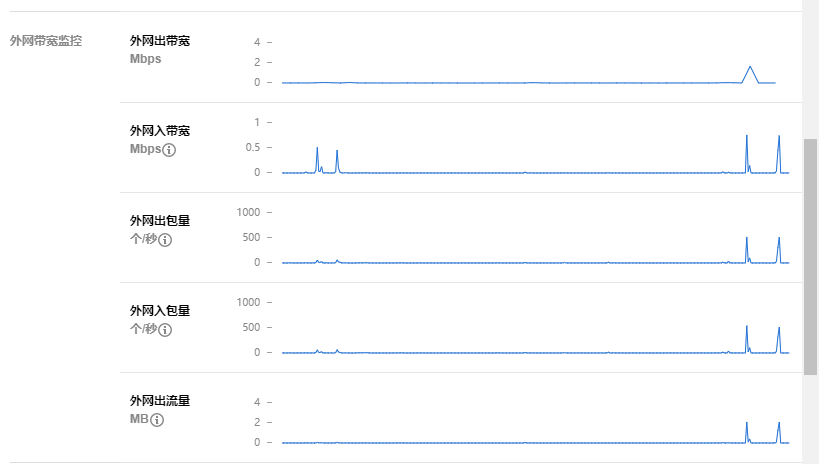 外网带宽监控
外网出带宽
Mbps
4
2
0
外网入带宽
Mbps
1
0.5
0
外网出包量
个/秒
1000
500
0
外网入包量
个/秒
1000
500
0
外网出流量
MB
4
2
0